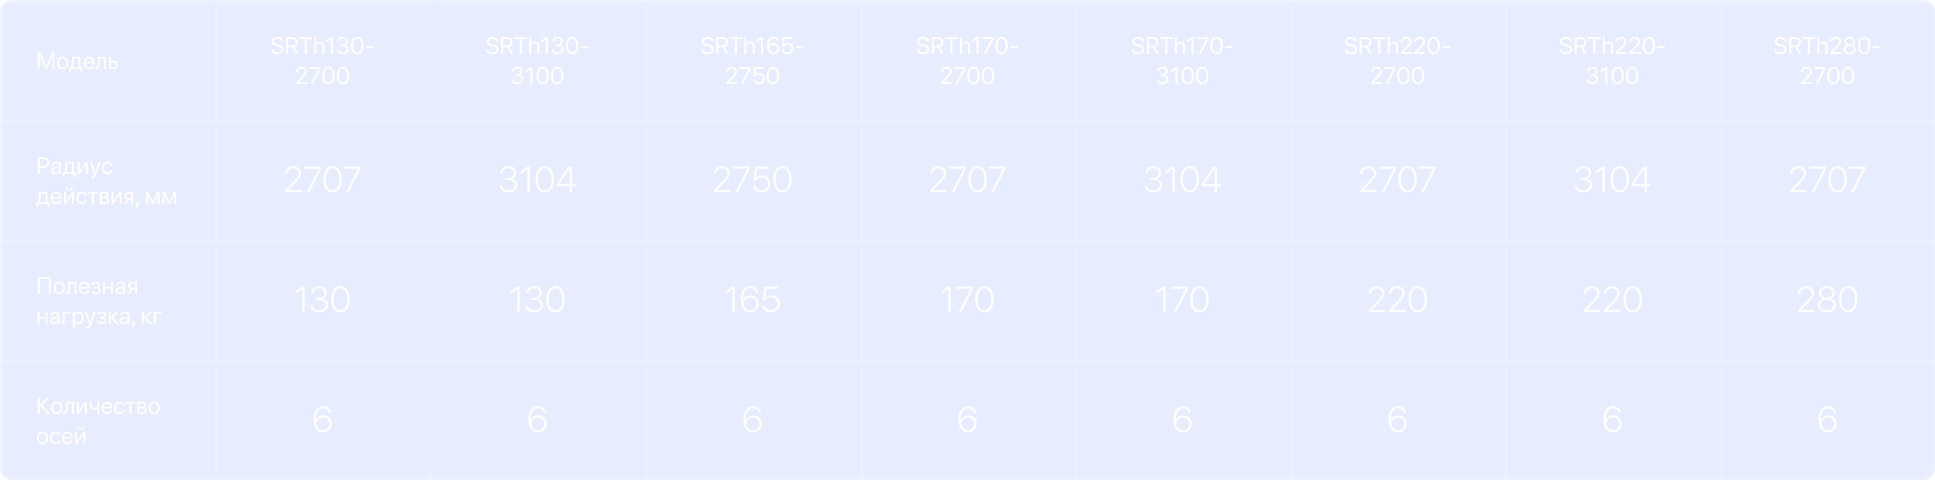 Модель SRTh130- SRTh130- SRTh165- SRTh170- SRTh170- SRTh220- SRTh220- SRTh280-
2700 3100 2750 2700 3100 2700 3100 2700
Радиус
действия, мм 2707 3104 2750 2707 3104 2707 3104 2707
Полезная
нагрузка, кг 130 130 165 170 170 220 220 280
Количество
осей 6 6 6 6 6 6 6 6